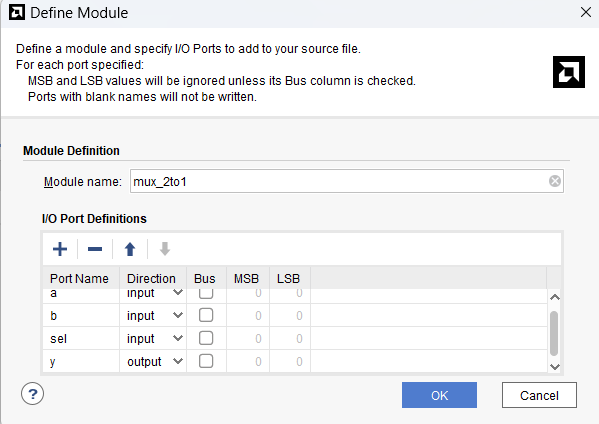 Define Module
Define a module and specify I/O Ports to add to your source file.
For each port specified:
MSB and LSB values will be ignored unless its Bus column is checked.
Ports with blank names will not be written.
Module Definition
Module name: mux_2to1
I/O Port Definitions
Port Name Direction Bus MSB LSB
a input 0 0
b input 0 0
sel input 0 0
y output 0 0
? OK Cancel